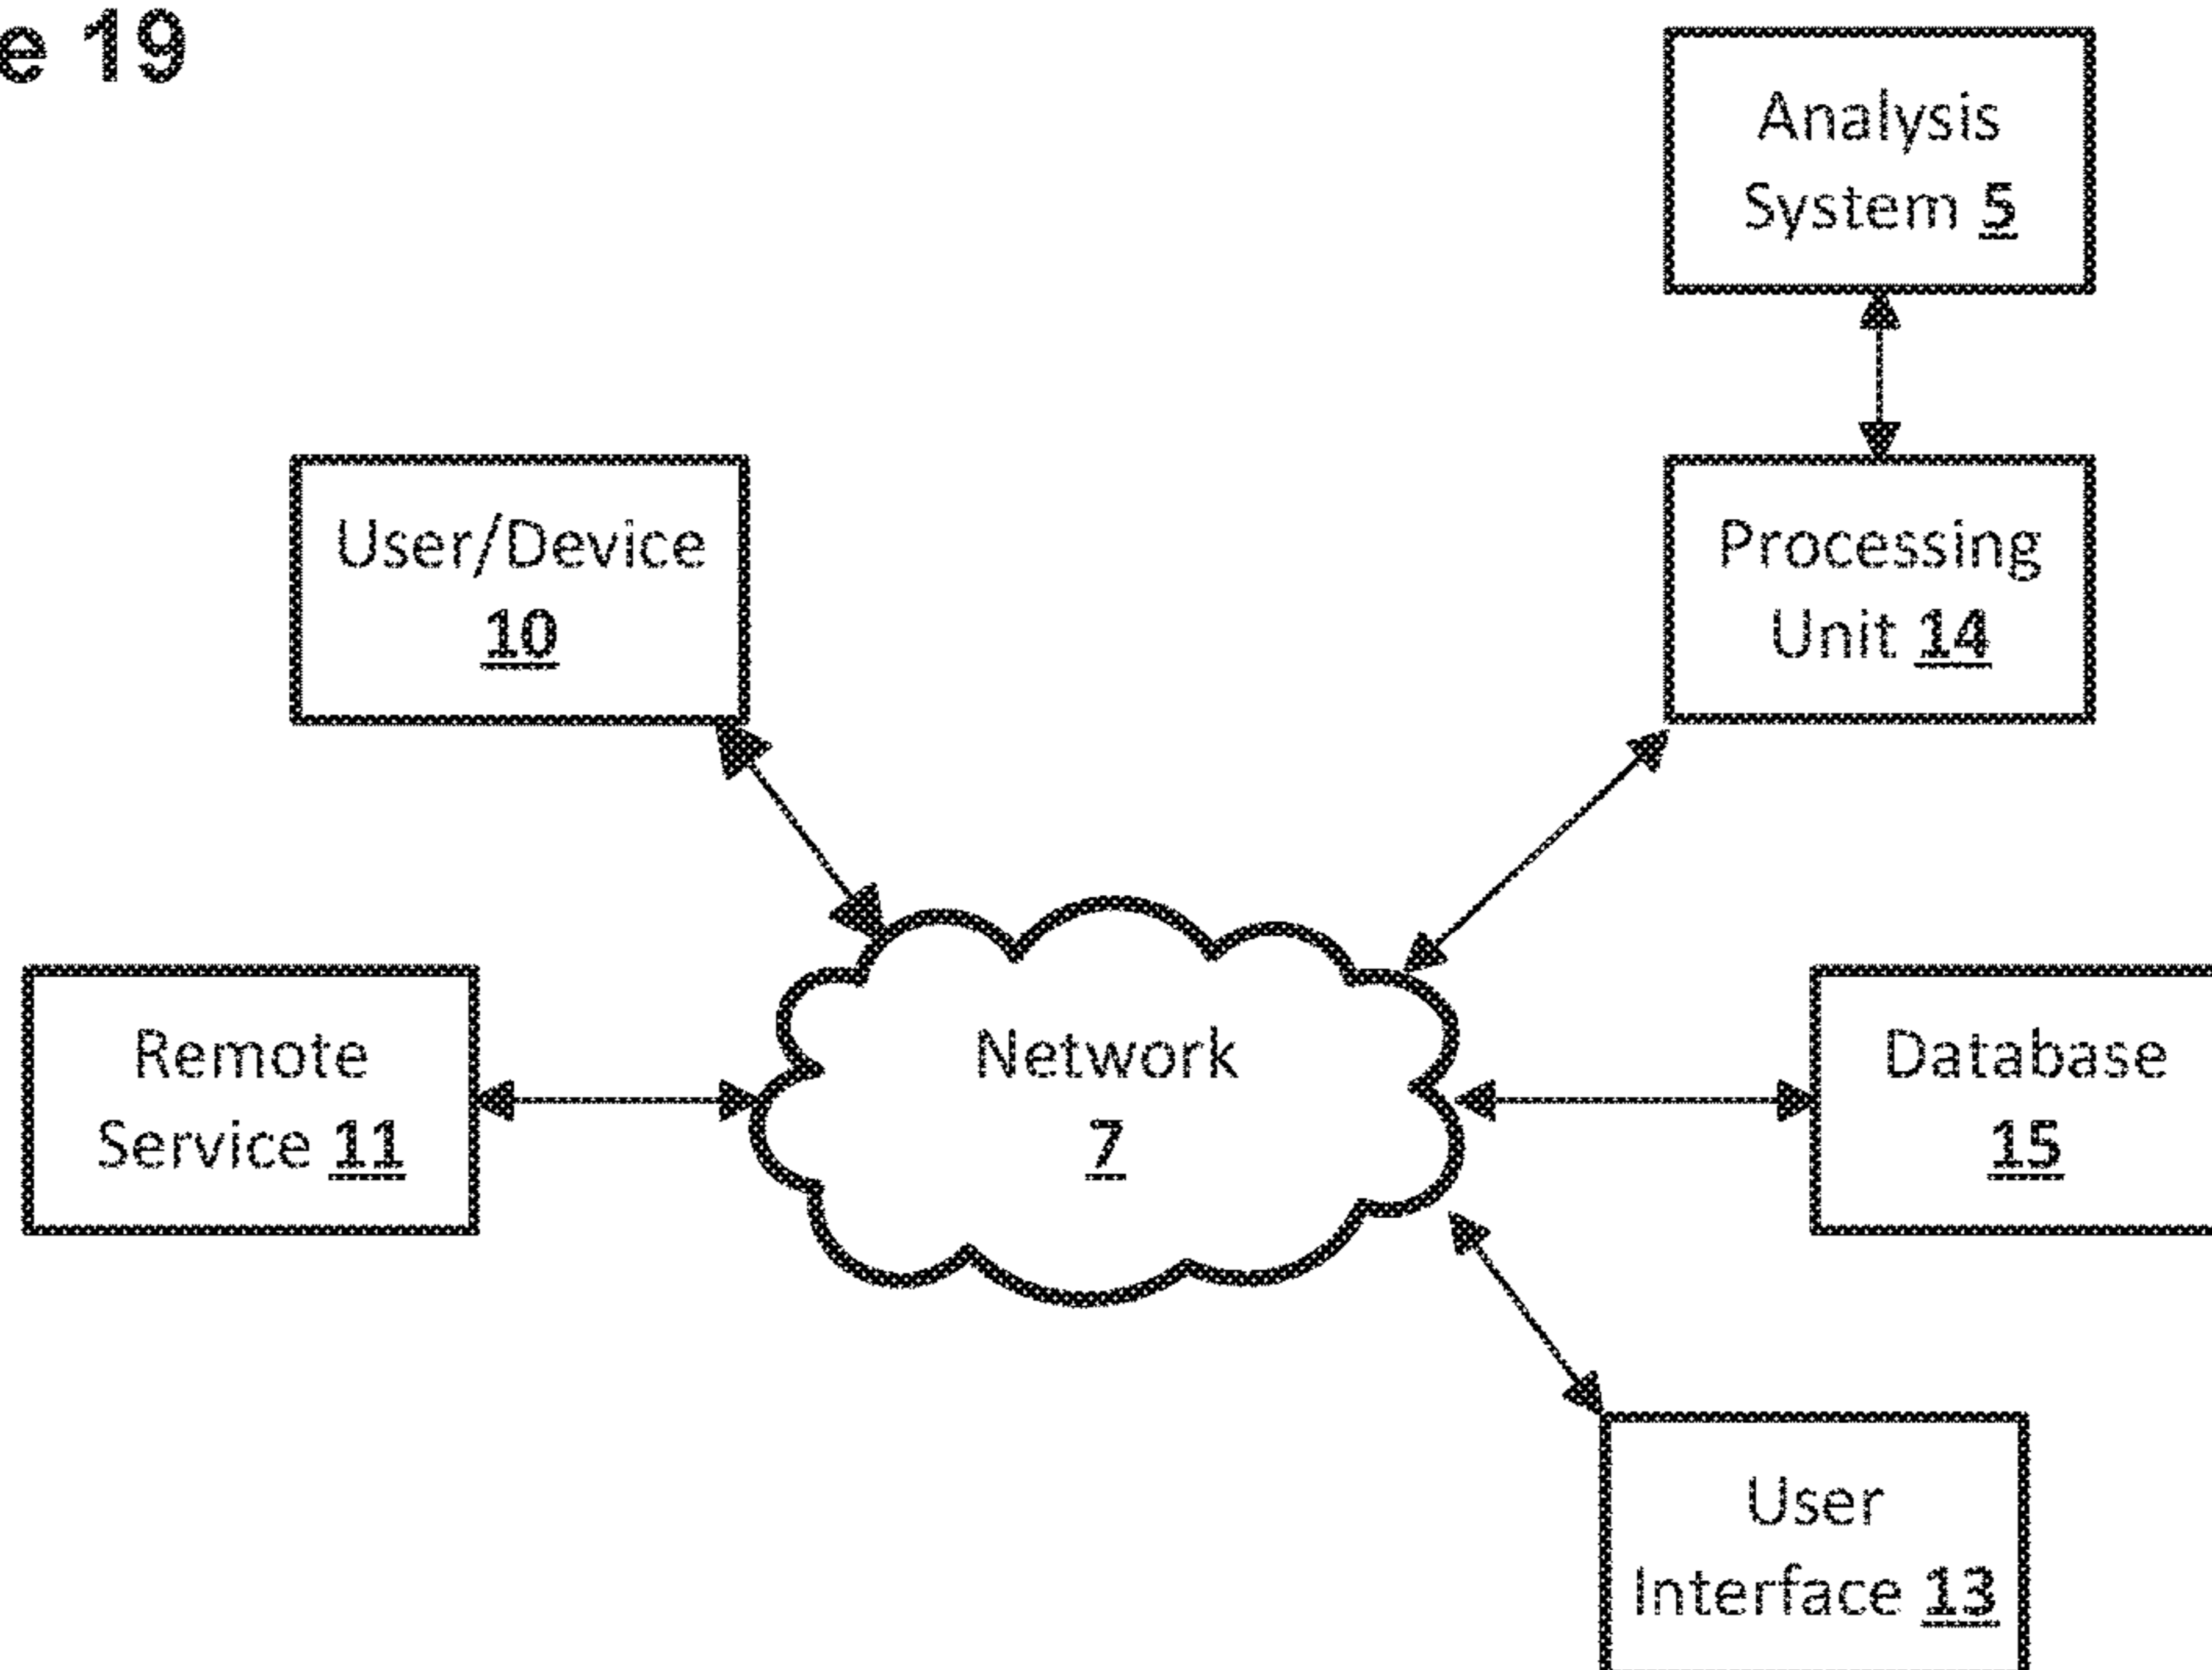 e 19
Analysis
System 5
User/Device
10
Processing
Unit 14
Remote
Service 11
Network
7
Database
15
User
Interface 13